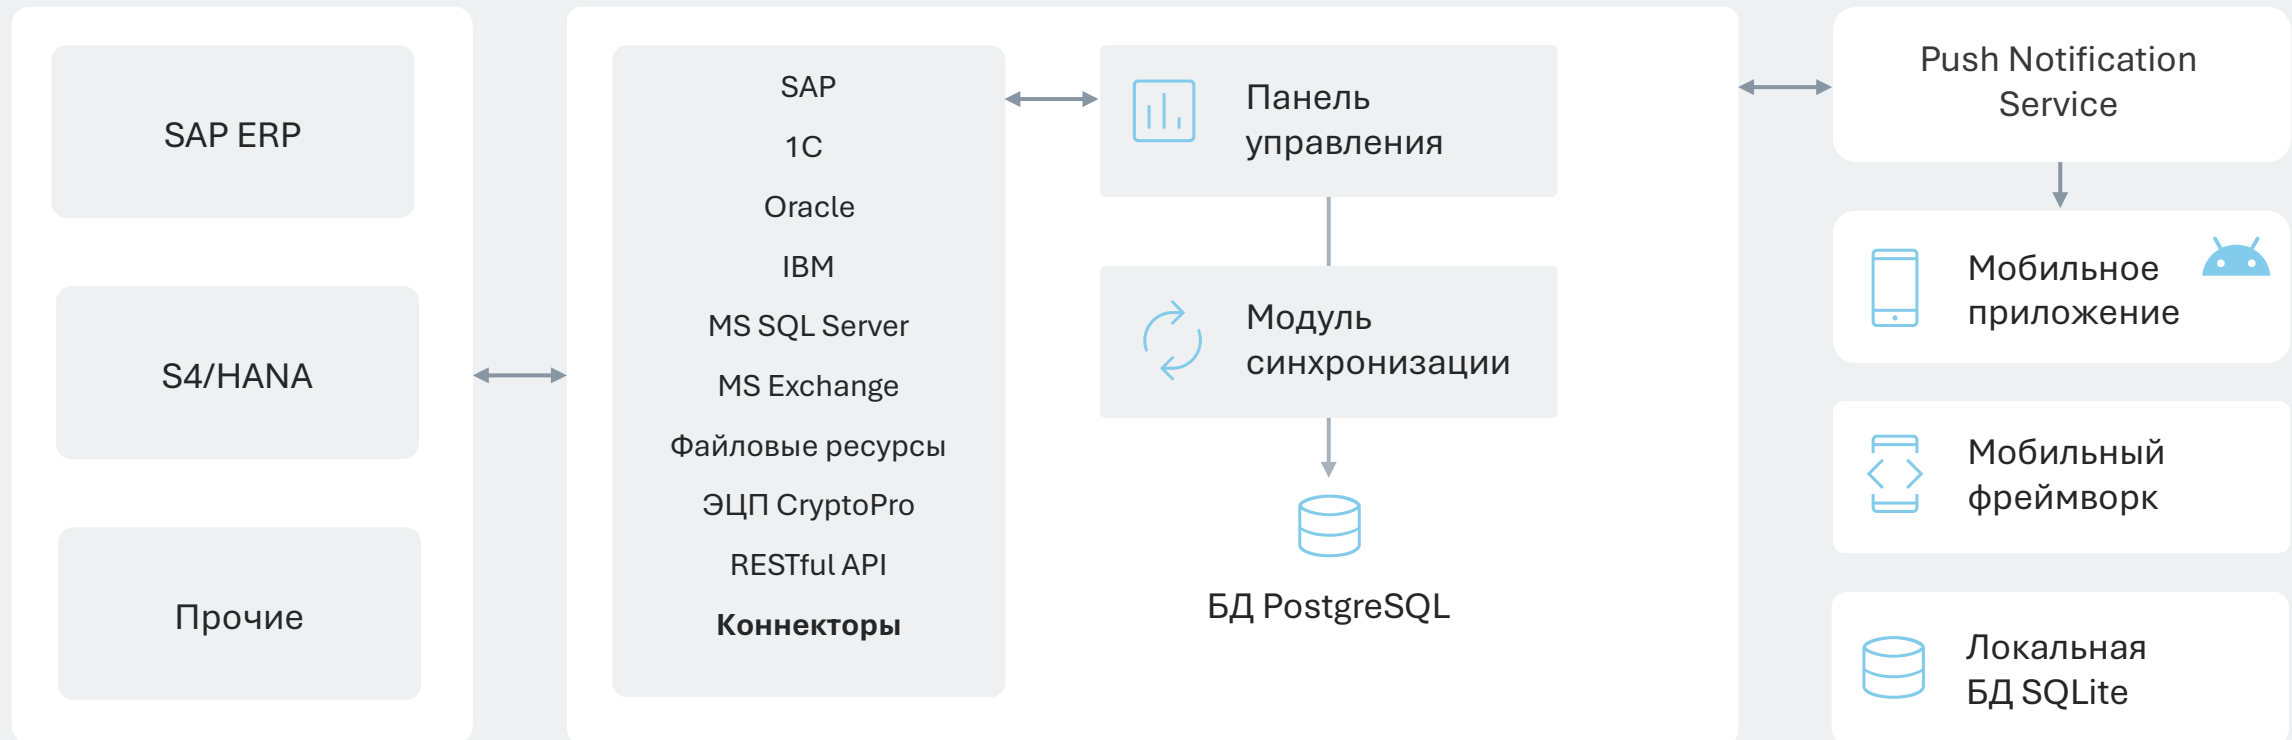 SAP ERP
S4/HANA
Прочие
SAP
1C
Oracle
IBM
MS SQL Server
MS Exchange
Файловые ресурсы
ЭЦП CryptoPro
RESTful API
Коннекторы
Панель
управления
Модуль
синхронизации
БД PostgreSQL
Push Notification
Service
Мобильное
приложение
Мобильный
фреймворк
Локальная
БД SQLite